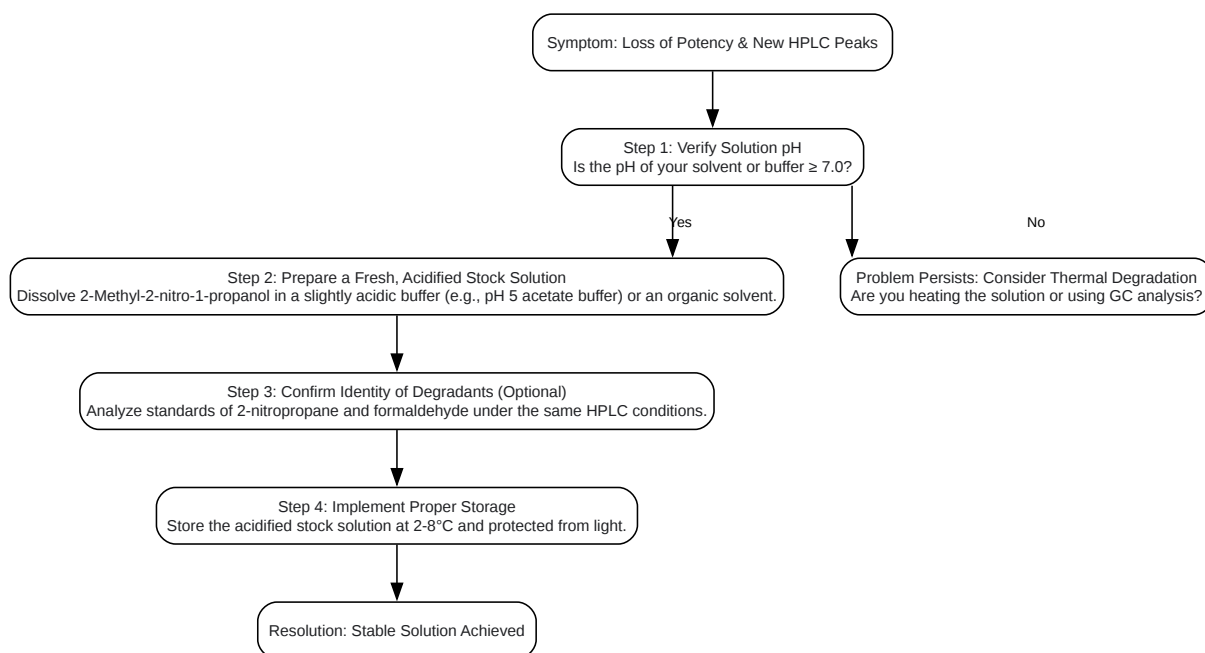 Symptom: Loss of Potency & New HPLC Peaks
Step 1: Verify Solution pH
Is the pH of your solvent or buffer ≥ 7.0?
Yes
No
Step 2: Prepare a Fresh, Acidified Stock Solution
Dissolve 2-Methyl-2-nitro-1-propanol in a slightly acidic buffer (e.g., pH 5 acetate buffer) or an organic solvent.
Problem Persists: Consider Thermal Degradation
Are you heating the solution or using GC analysis?
Step 3: Confirm Identity of Degradants (Optional)
Analyze standards of 2-nitropropane and formaldehyde under the same HPLC conditions.
Step 4: Implement Proper Storage
Store the acidified stock solution at 2-8°C and protected from light.
Resolution: Stable Solution Achieved